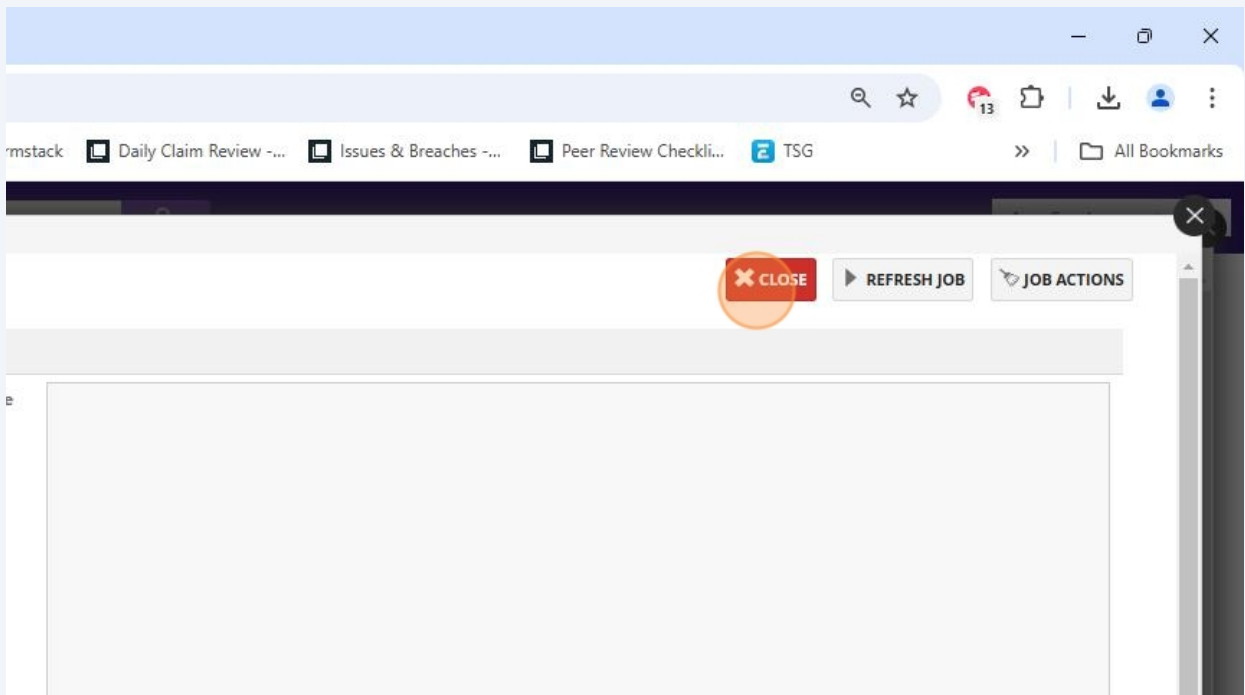 13
rmstack Daily Claim Review -... Issues & Breaches -... Peer Review Checkli... TSG » All Bookmarks
CLOSE REFRESH JOB JOB ACTIONS
e